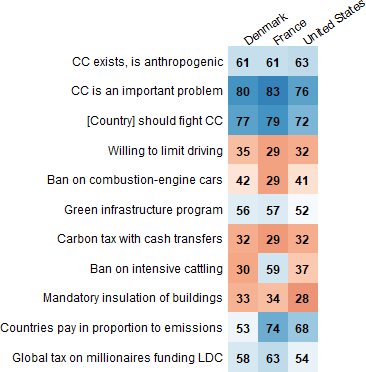 Denmark France United States
CC exists, is anthropogenic 61 61 63
CC is an important problem 80 83 76
[Country] should fight CC 77 79 72
Willing to limit driving 35 29 32
Ban on combustion-engine cars 42 29 41
Green infrastructure program 56 57 52
Carbon tax with cash transfers 32 29 32
Ban on intensive cattling 30 59 37
Mandatory insulation of buildings 33 34 28
Countries pay in proportion to emissions 53 74 68
Global tax on millionaires funding LDC 58 63 54